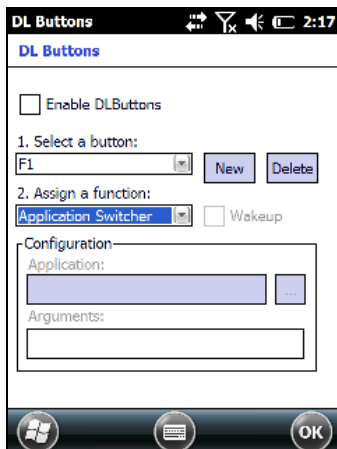 DL Buttons 2:17
DL Buttons
Enable DLButtons
1. Select a button:
F1 New Delete
2. Assign a function:
Application Switcher Wakeup
Configuration
Application:
...
Arguments:
OK